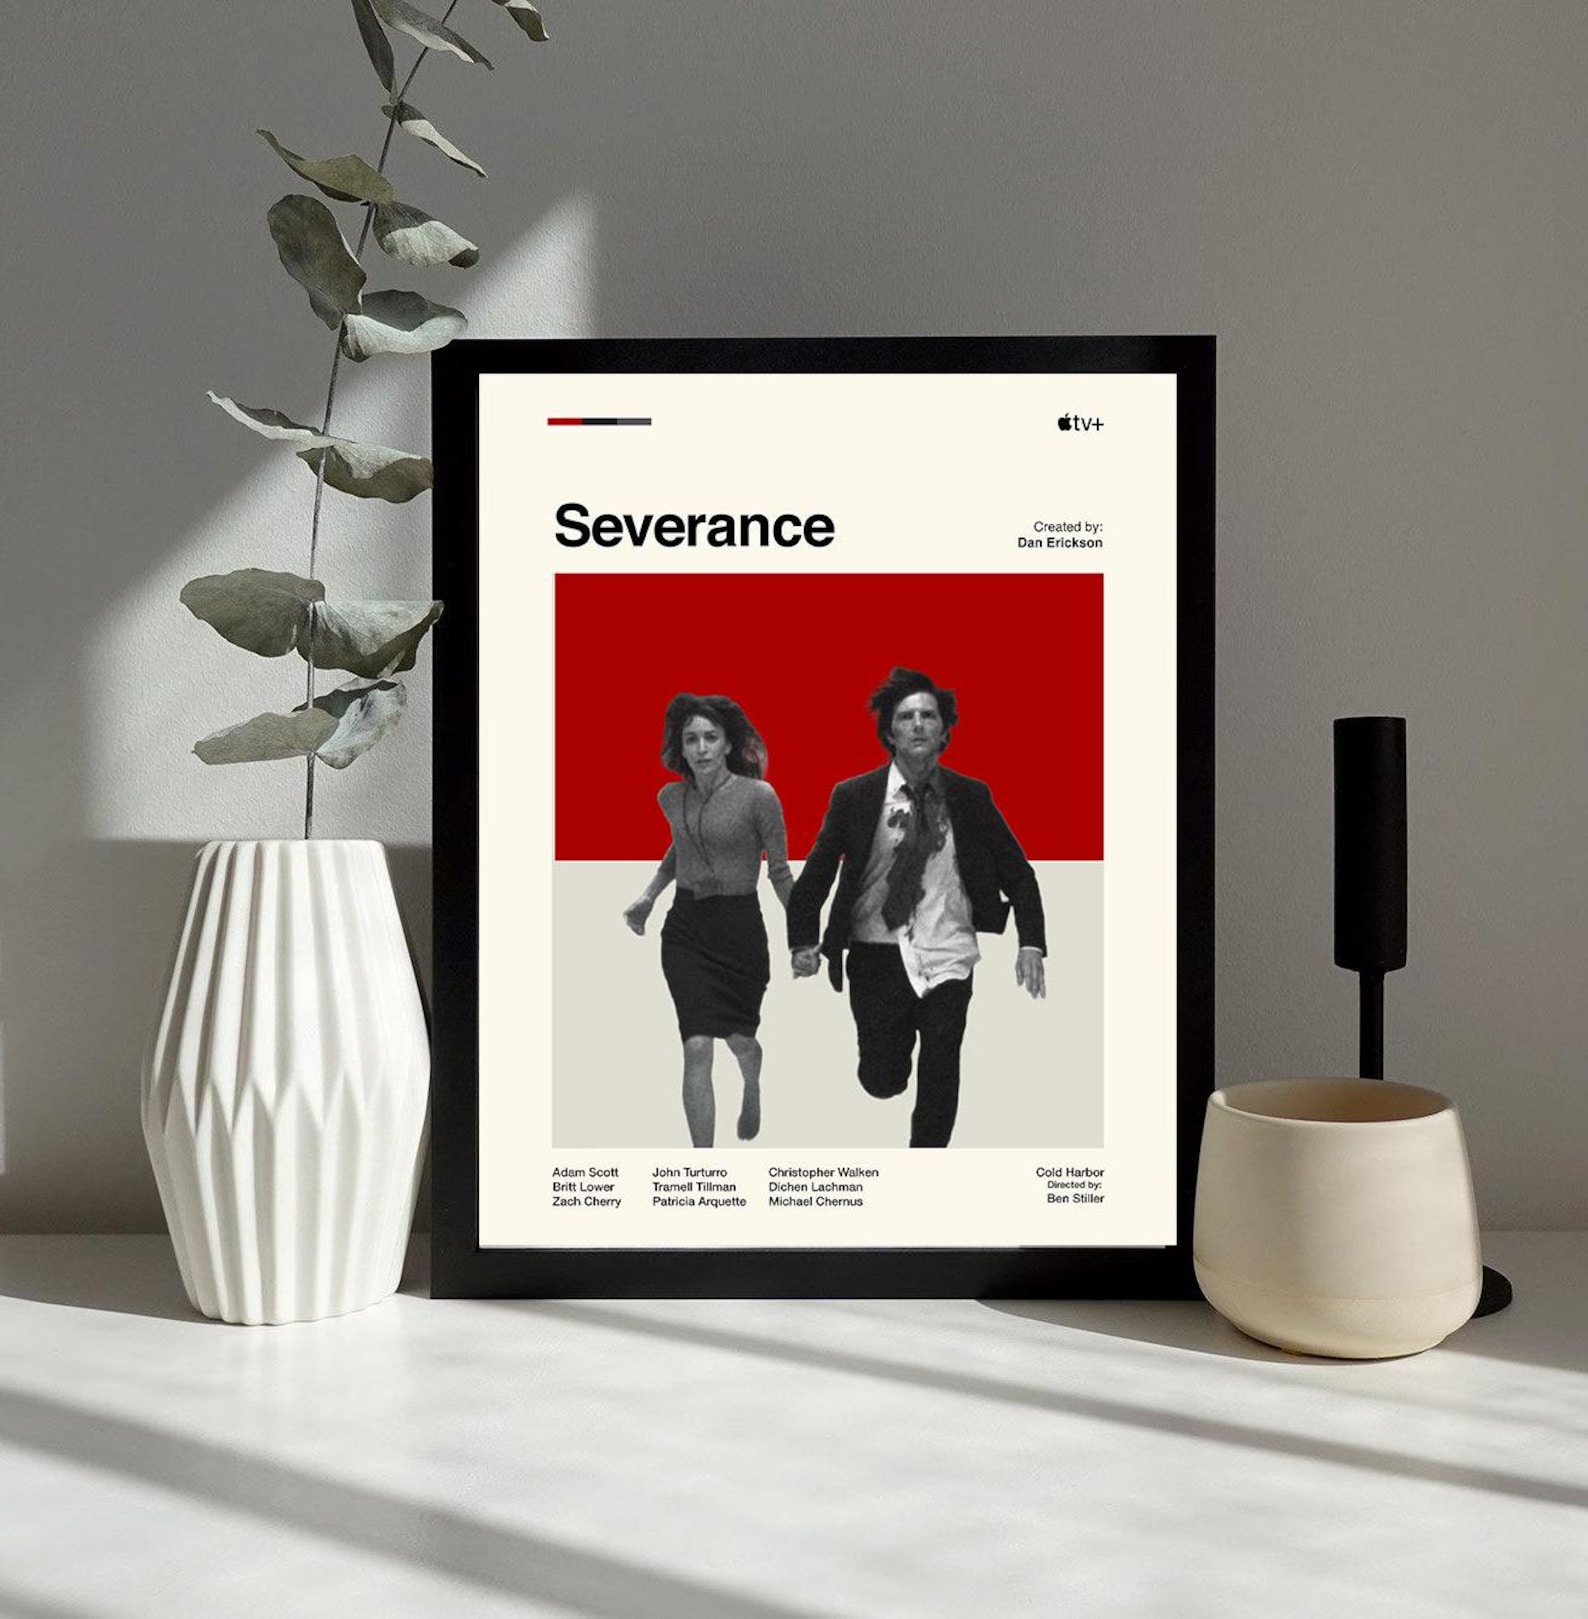 tv+
Severance
Created by:
Dan Erickson
Adam Scott
Britt Lower
Zach Cherry
John Turturro
Tramell Tillman
Patricia Arquette
Christopher Walken
Dichen Lachman
Michael Chernus
Cold Harbor
Directed by:
Ben Stiller